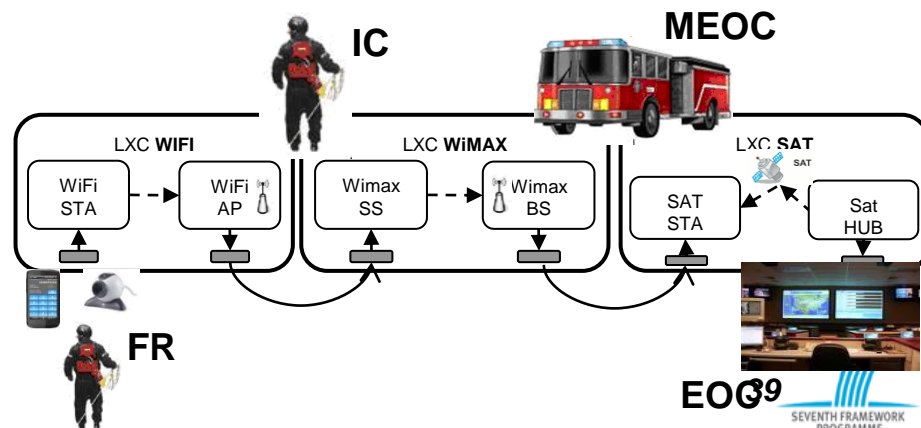 IC
MEOC
LXC WIFI
LXC WiMAX
LXC SAT
WiFi
STA
WiFi
AP
Wimax
SS
Wimax
BS
SAT
STA
SAT
Sat
HUB
FR
EOC
39
SEVENTH FRAMEWORK
PROGRAMME